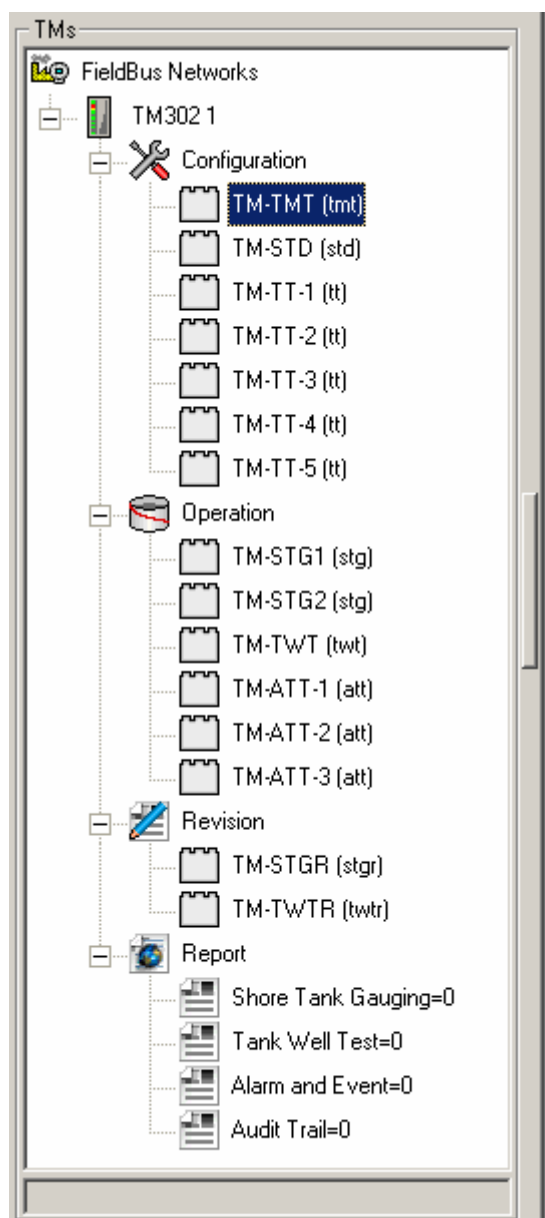 TMs
FieldBus Networks
TM302 1
Configuration
TM-TMT (tmt)
TM-STD (std)
TM-TT-1 (tt)
TM-TT-2 (tt)
TM-TT-3 (tt)
TM-TT-4 (tt)
TM-TT-5 (tt)
Operation
TM-STG1 (stg)
TM-STG2 (stg)
TM-TWT (twt)
TM-ATT-1 (att)
TM-ATT-2 (att)
TM-ATT-3 (att)
Revision
TM-STGR (stgr)
TM-TWTR (twtr)
Report
Shore Tank Gauging=0
Tank Well Test=0
Alarm and Event=0
Audit Trail=0